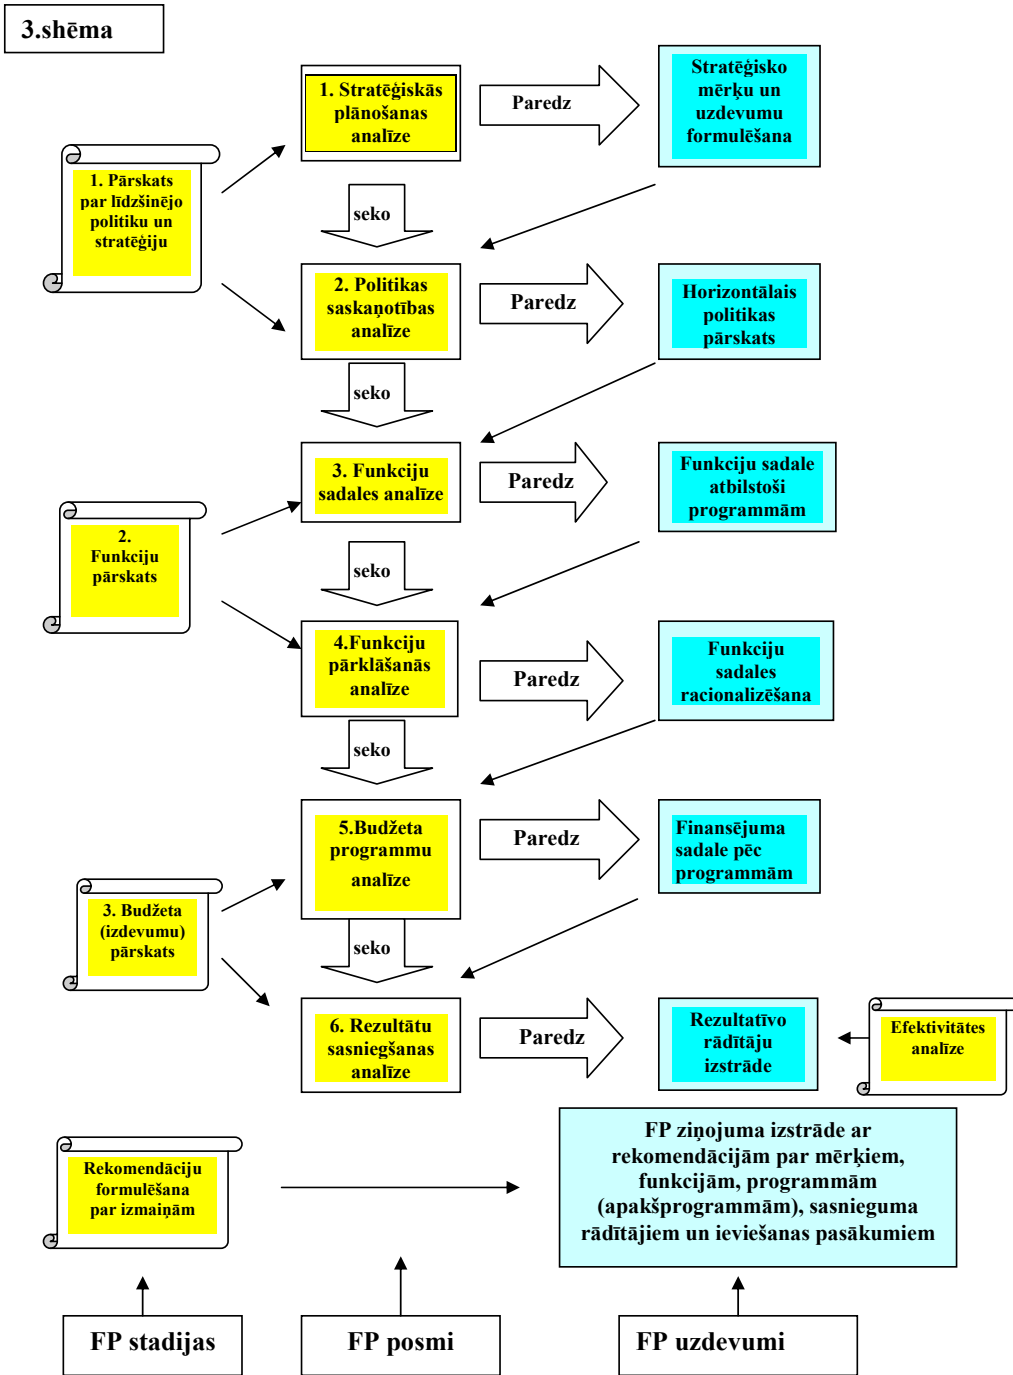 3.shēma
1. Stratēģiskās
plānošanas
analīze
Paredz
Stratēģisko
mērķu un
uzdevumu
formulēšana
1. Pārskats
par līdzšinējo
politiku un
stratēģiju
seko
2. Politikas
saskaņotības
analīze
Paredz
Horizontālais
politikas
pārskats
seko
3. Funkciju
sadales analīze
Paredz
Funkciju sadale
atbilstoši
programmām
2.
Funkciju
pārskats
seko
4.Funkciju
pārklāšanās
analīze
Paredz
Funkciju
sadales
racionalizēšana
seko
5.Budžeta
programmu
analīze
Paredz
Finansējuma
sadale pēc
programmām
3. Budžeta
(izdevumu)
pārskats
seko
6. Rezultātu
sasniegšanas
analīze
Paredz
Rezultatīvo
rādītāju
izstrāde
Efektivitātes
analīze
Rekomendāciju
formulēšana
par izmaiņām
FP ziņojuma izstrāde ar
rekomendācijām par mērķiem,
funkcijām, programmām
(apakšprogrammām), sasnieguma
rādītājiem un ieviešanas pasākumiem
FP stadijas
FP posmi
FP uzdevumi